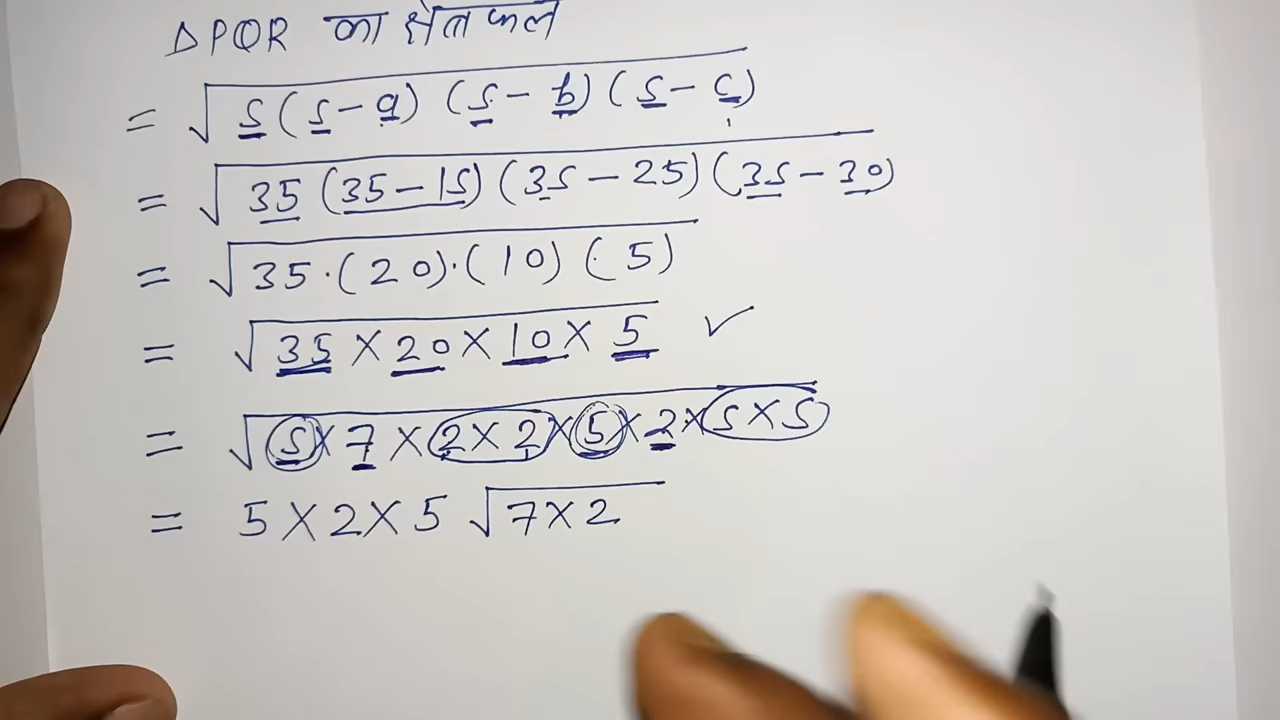 Δ PQR का क्षेत्रफल
= √s(s-a) (s-b) (s-c)
= √35 (35-15) (35-25) (35-30)
= √35·(20)·(10) (5)
= √35×20×10×5 ✓
= √5×7×2×2×5×2×5×5
= 5×2×5 √7×2